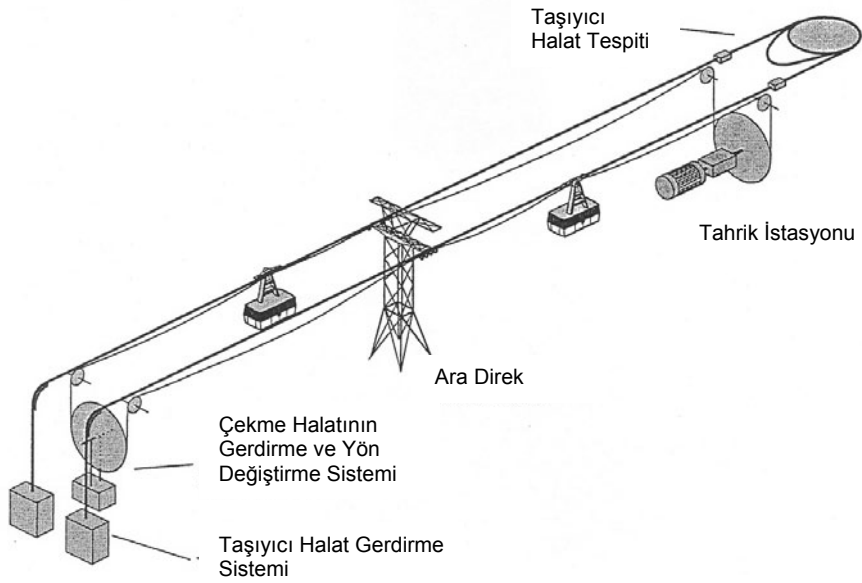 Taşıyıcı
Halat Tespiti
Tahrik İstasyonu
Ara Direk
Çekme Halatının
Gerdirme ve Yön
Değiştirme Sistemi
Taşıyıcı Halat Gerdirme
Sistemi